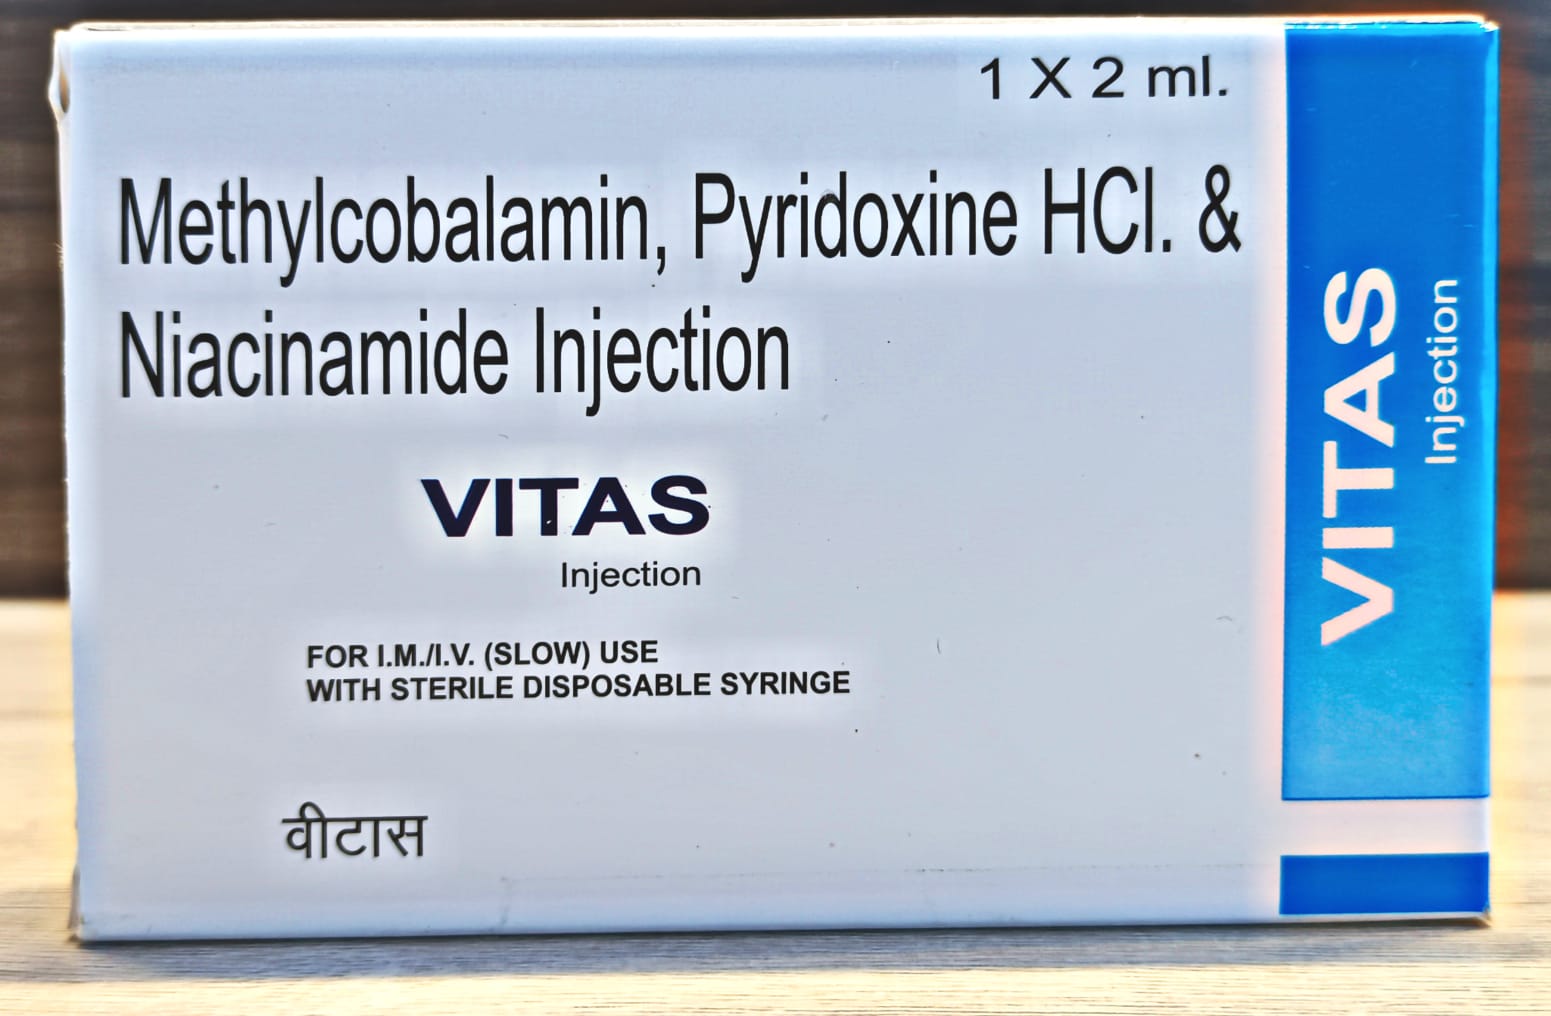 1 X 2 ml.
Methylcobalamin, Pyridoxine HCl. &
Niacinamide Injection
VITAS
Injection
FOR I.M./I.V. (SLOW) USE
WITH STERILE DISPOSABLE SYRINGE
वीटास
VITAS
Injection